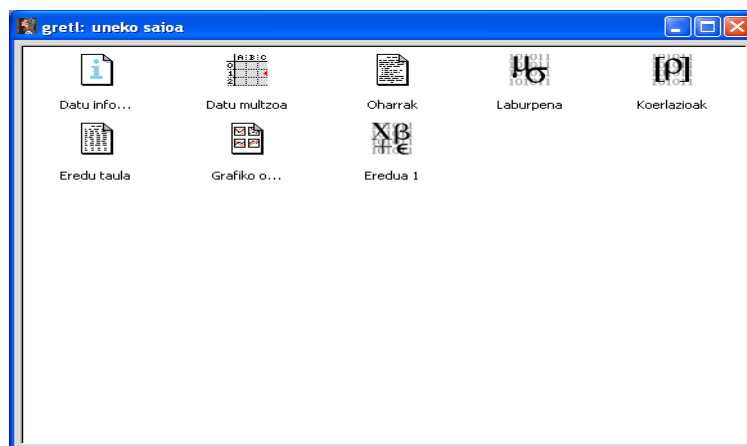 gretl: uneko saioa
Datu info... Datu multzoa Oharrak Laburpena Koerlazioak
Eredu taula Grafiko o... Eredua 1